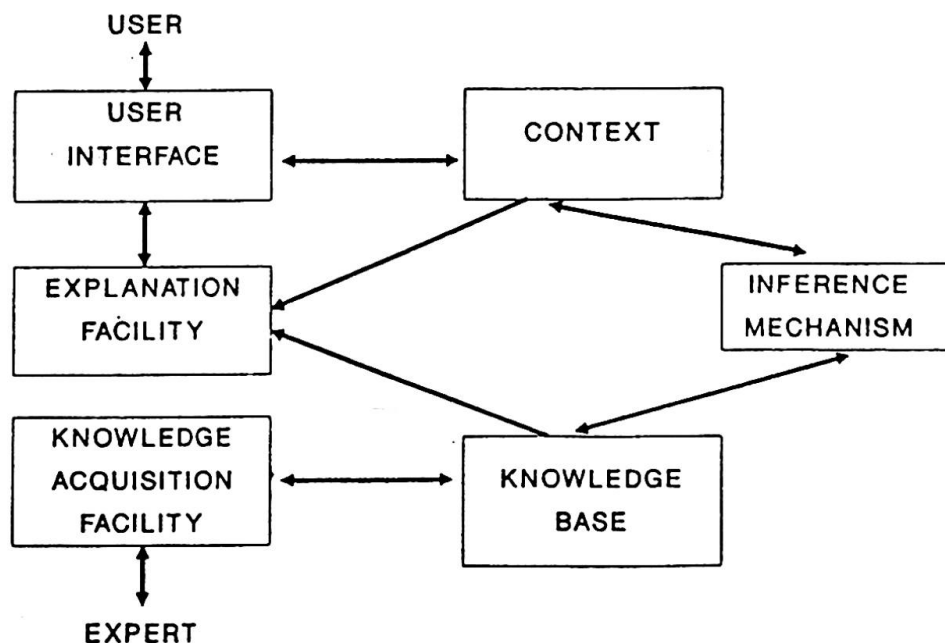 USER
USER
INTERFACE
CONTEXT
EXPLANATION
FACILITY
INFERENCE
MECHANISM
KNOWLEDGE
ACQUISITION
FACILITY
KNOWLEDGE
BASE
EXPERT